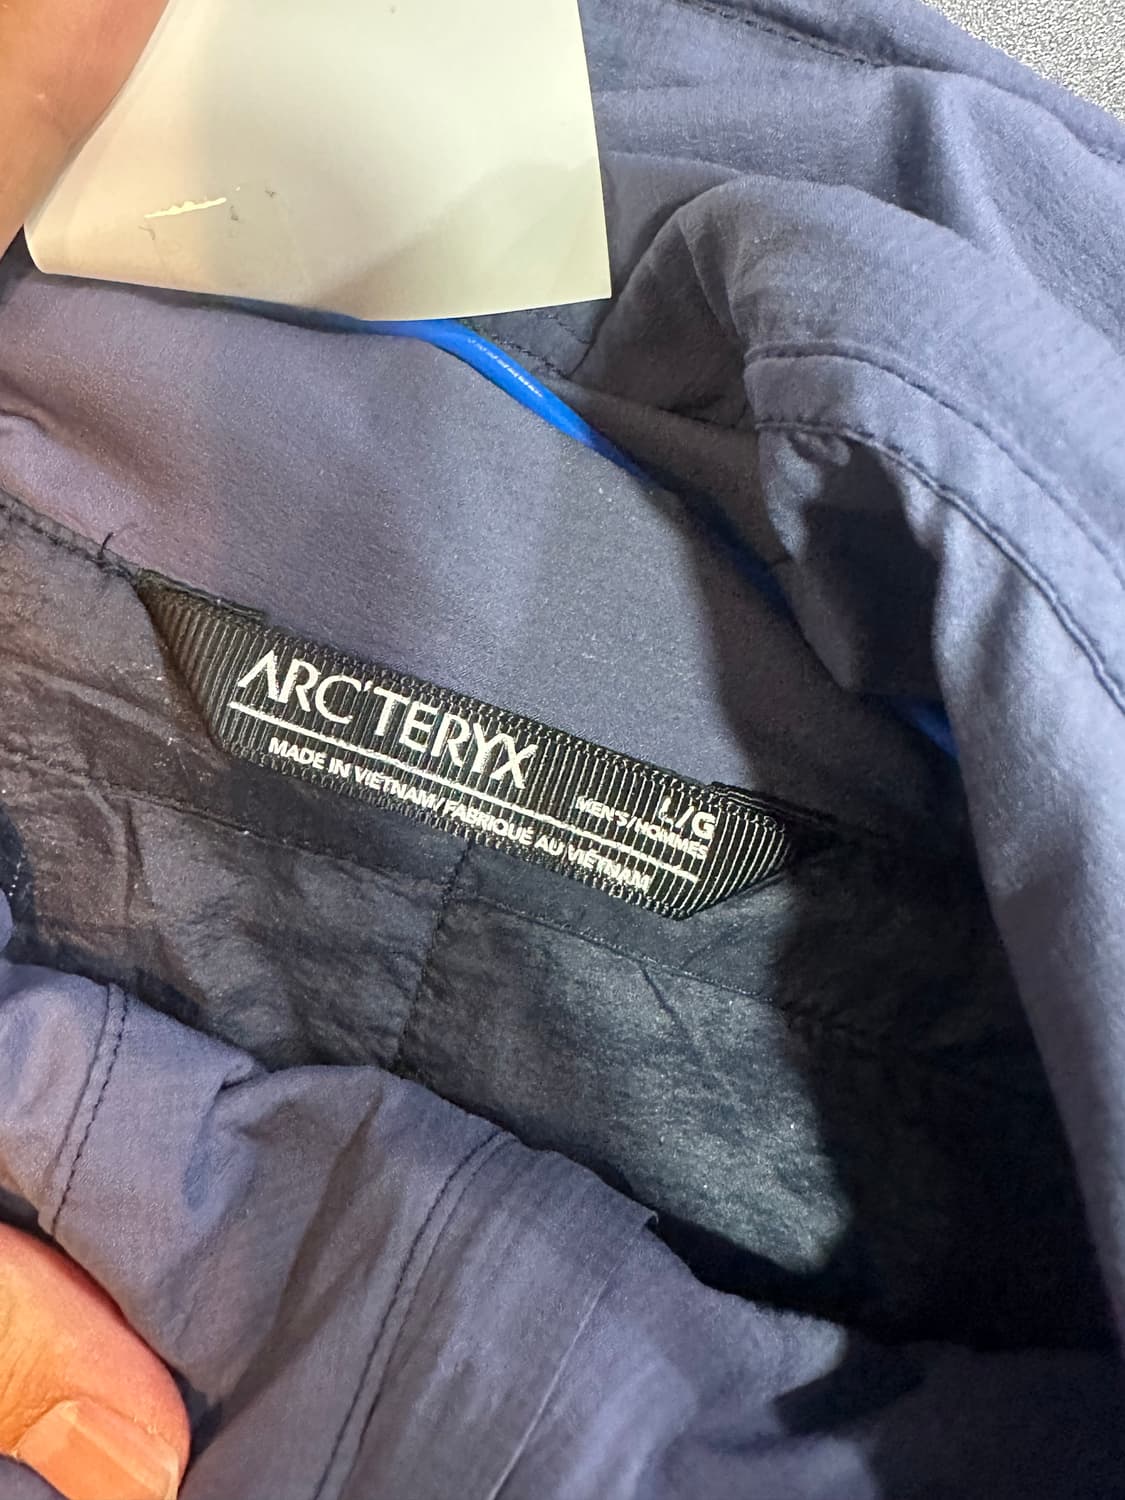 ARC'TERYX
L/G
MEN'S/HOMMES
MADE IN VIETNAM/FABRIQUÉ AU VIETNAM